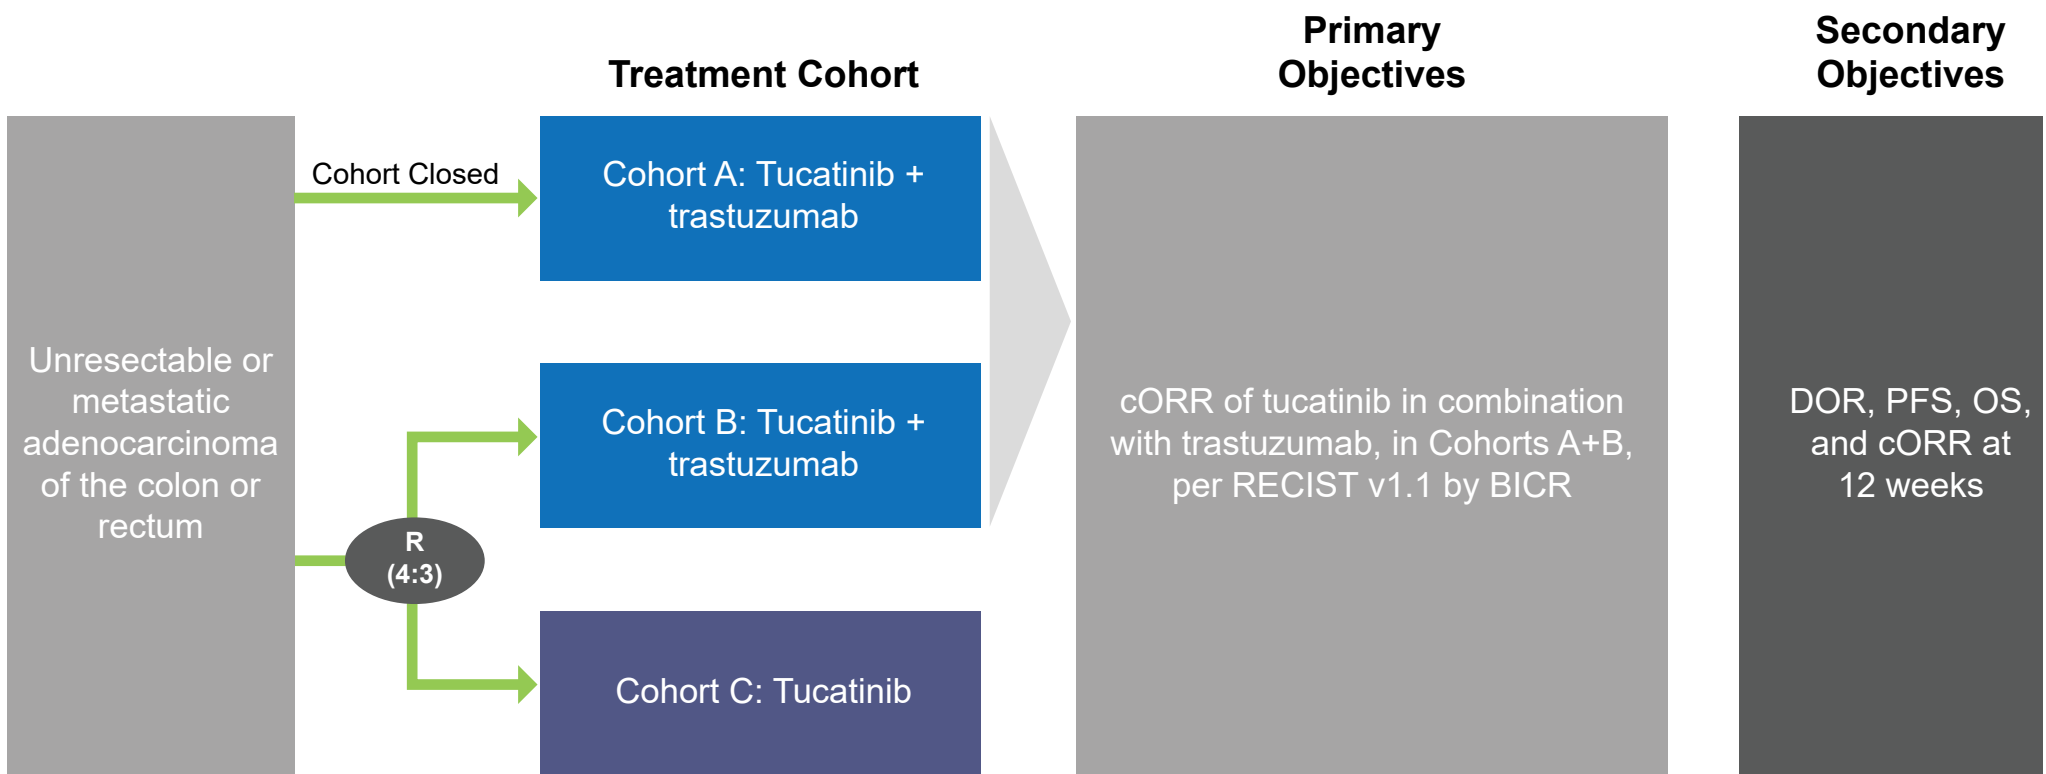 Treatment Cohort
Primary
Objectives
Secondary
Objectives
Unresectable or
metastatic
adenocarcinoma
of the colon or
rectum
Cohort Closed
R
(4:3)
Cohort A: Tucatinib +
trastuzumab
Cohort B: Tucatinib +
trastuzumab
Cohort C: Tucatinib
cORR of tucatinib in combination
with trastuzumab, in Cohorts A+B,
per RECIST v1.1 by BICR
DOR, PFS, OS,
and cORR at
12 weeks